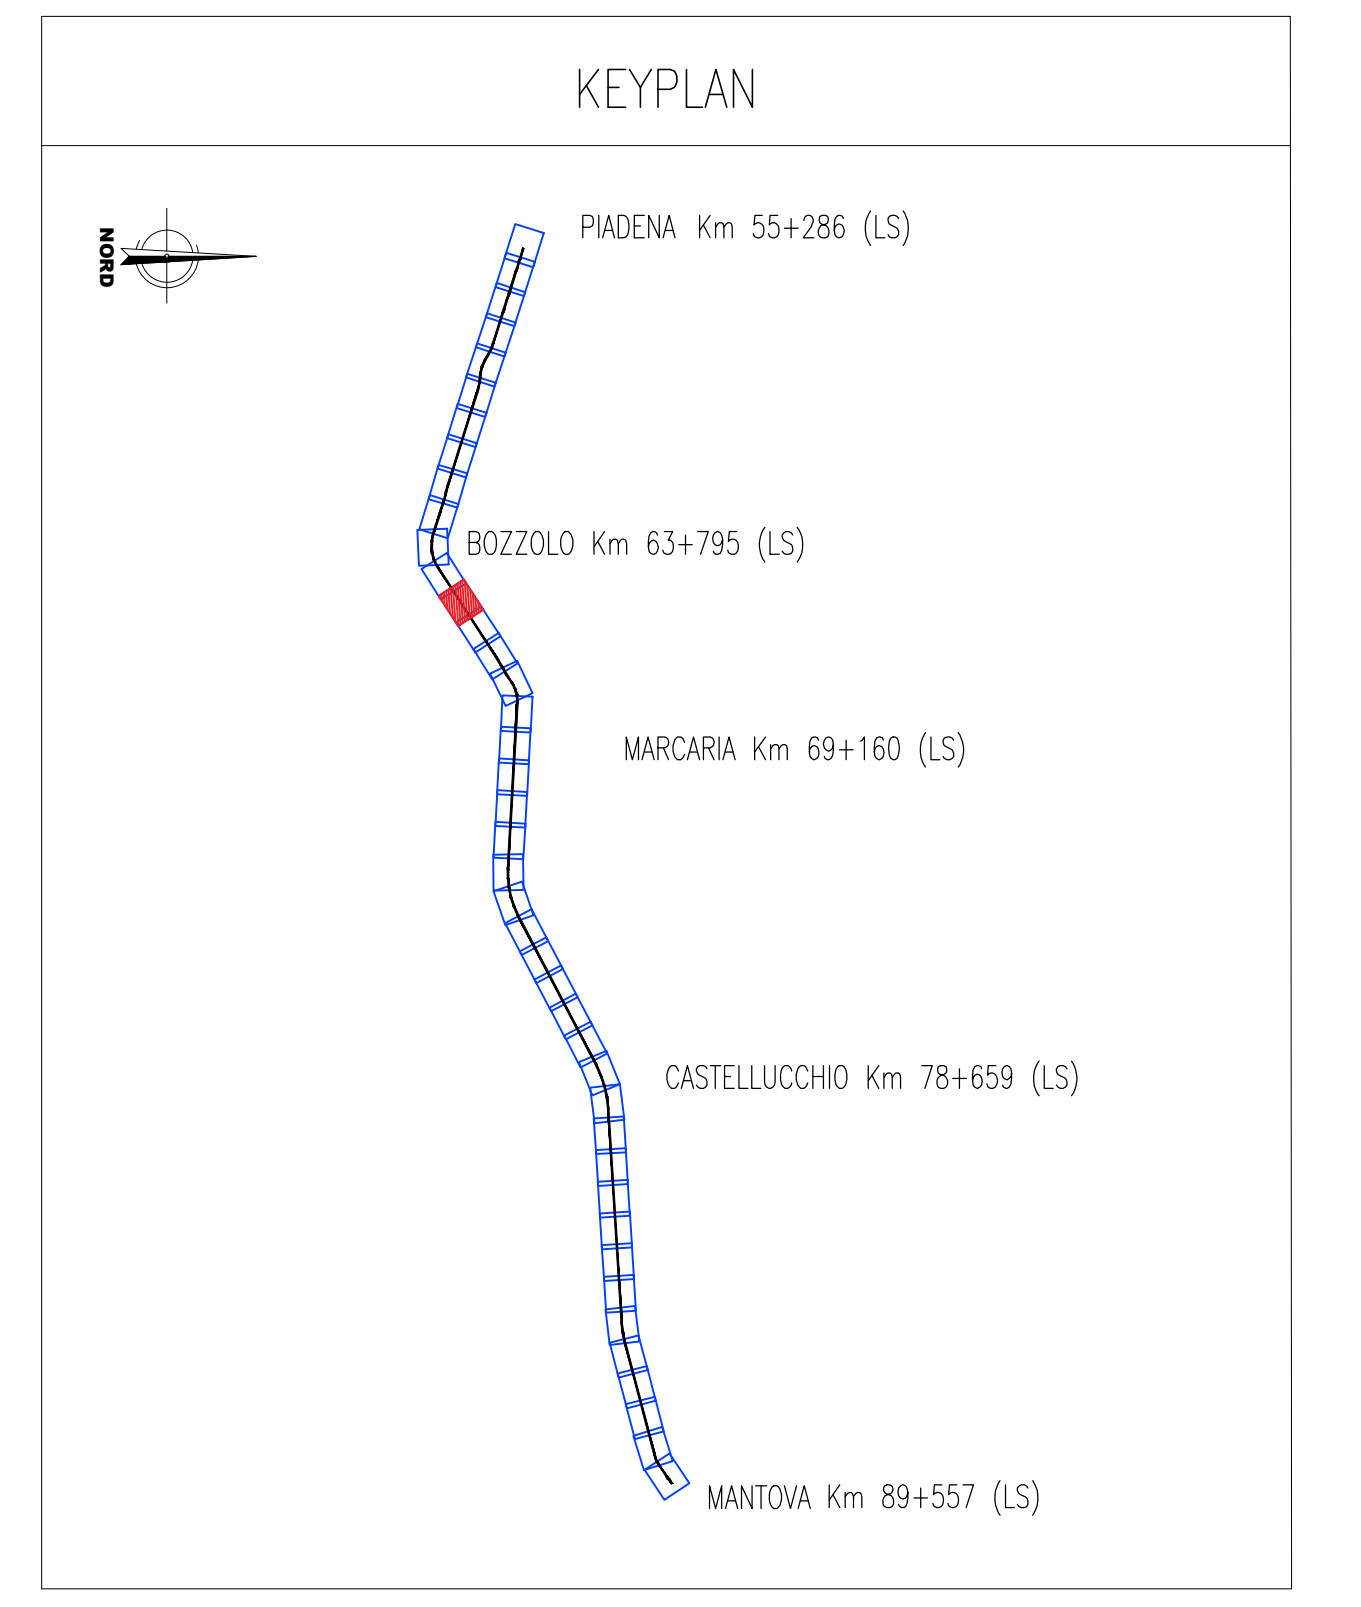 KEYPLAN
NORD
PIADENA Km 55+286 (LS)
BOZZOLO Km 63+795 (LS)
MARCARIA Km 69+160 (LS)
CASTELLUCCHIO Km 78+659 (LS)
MANTOVA Km 89+557 (LS)